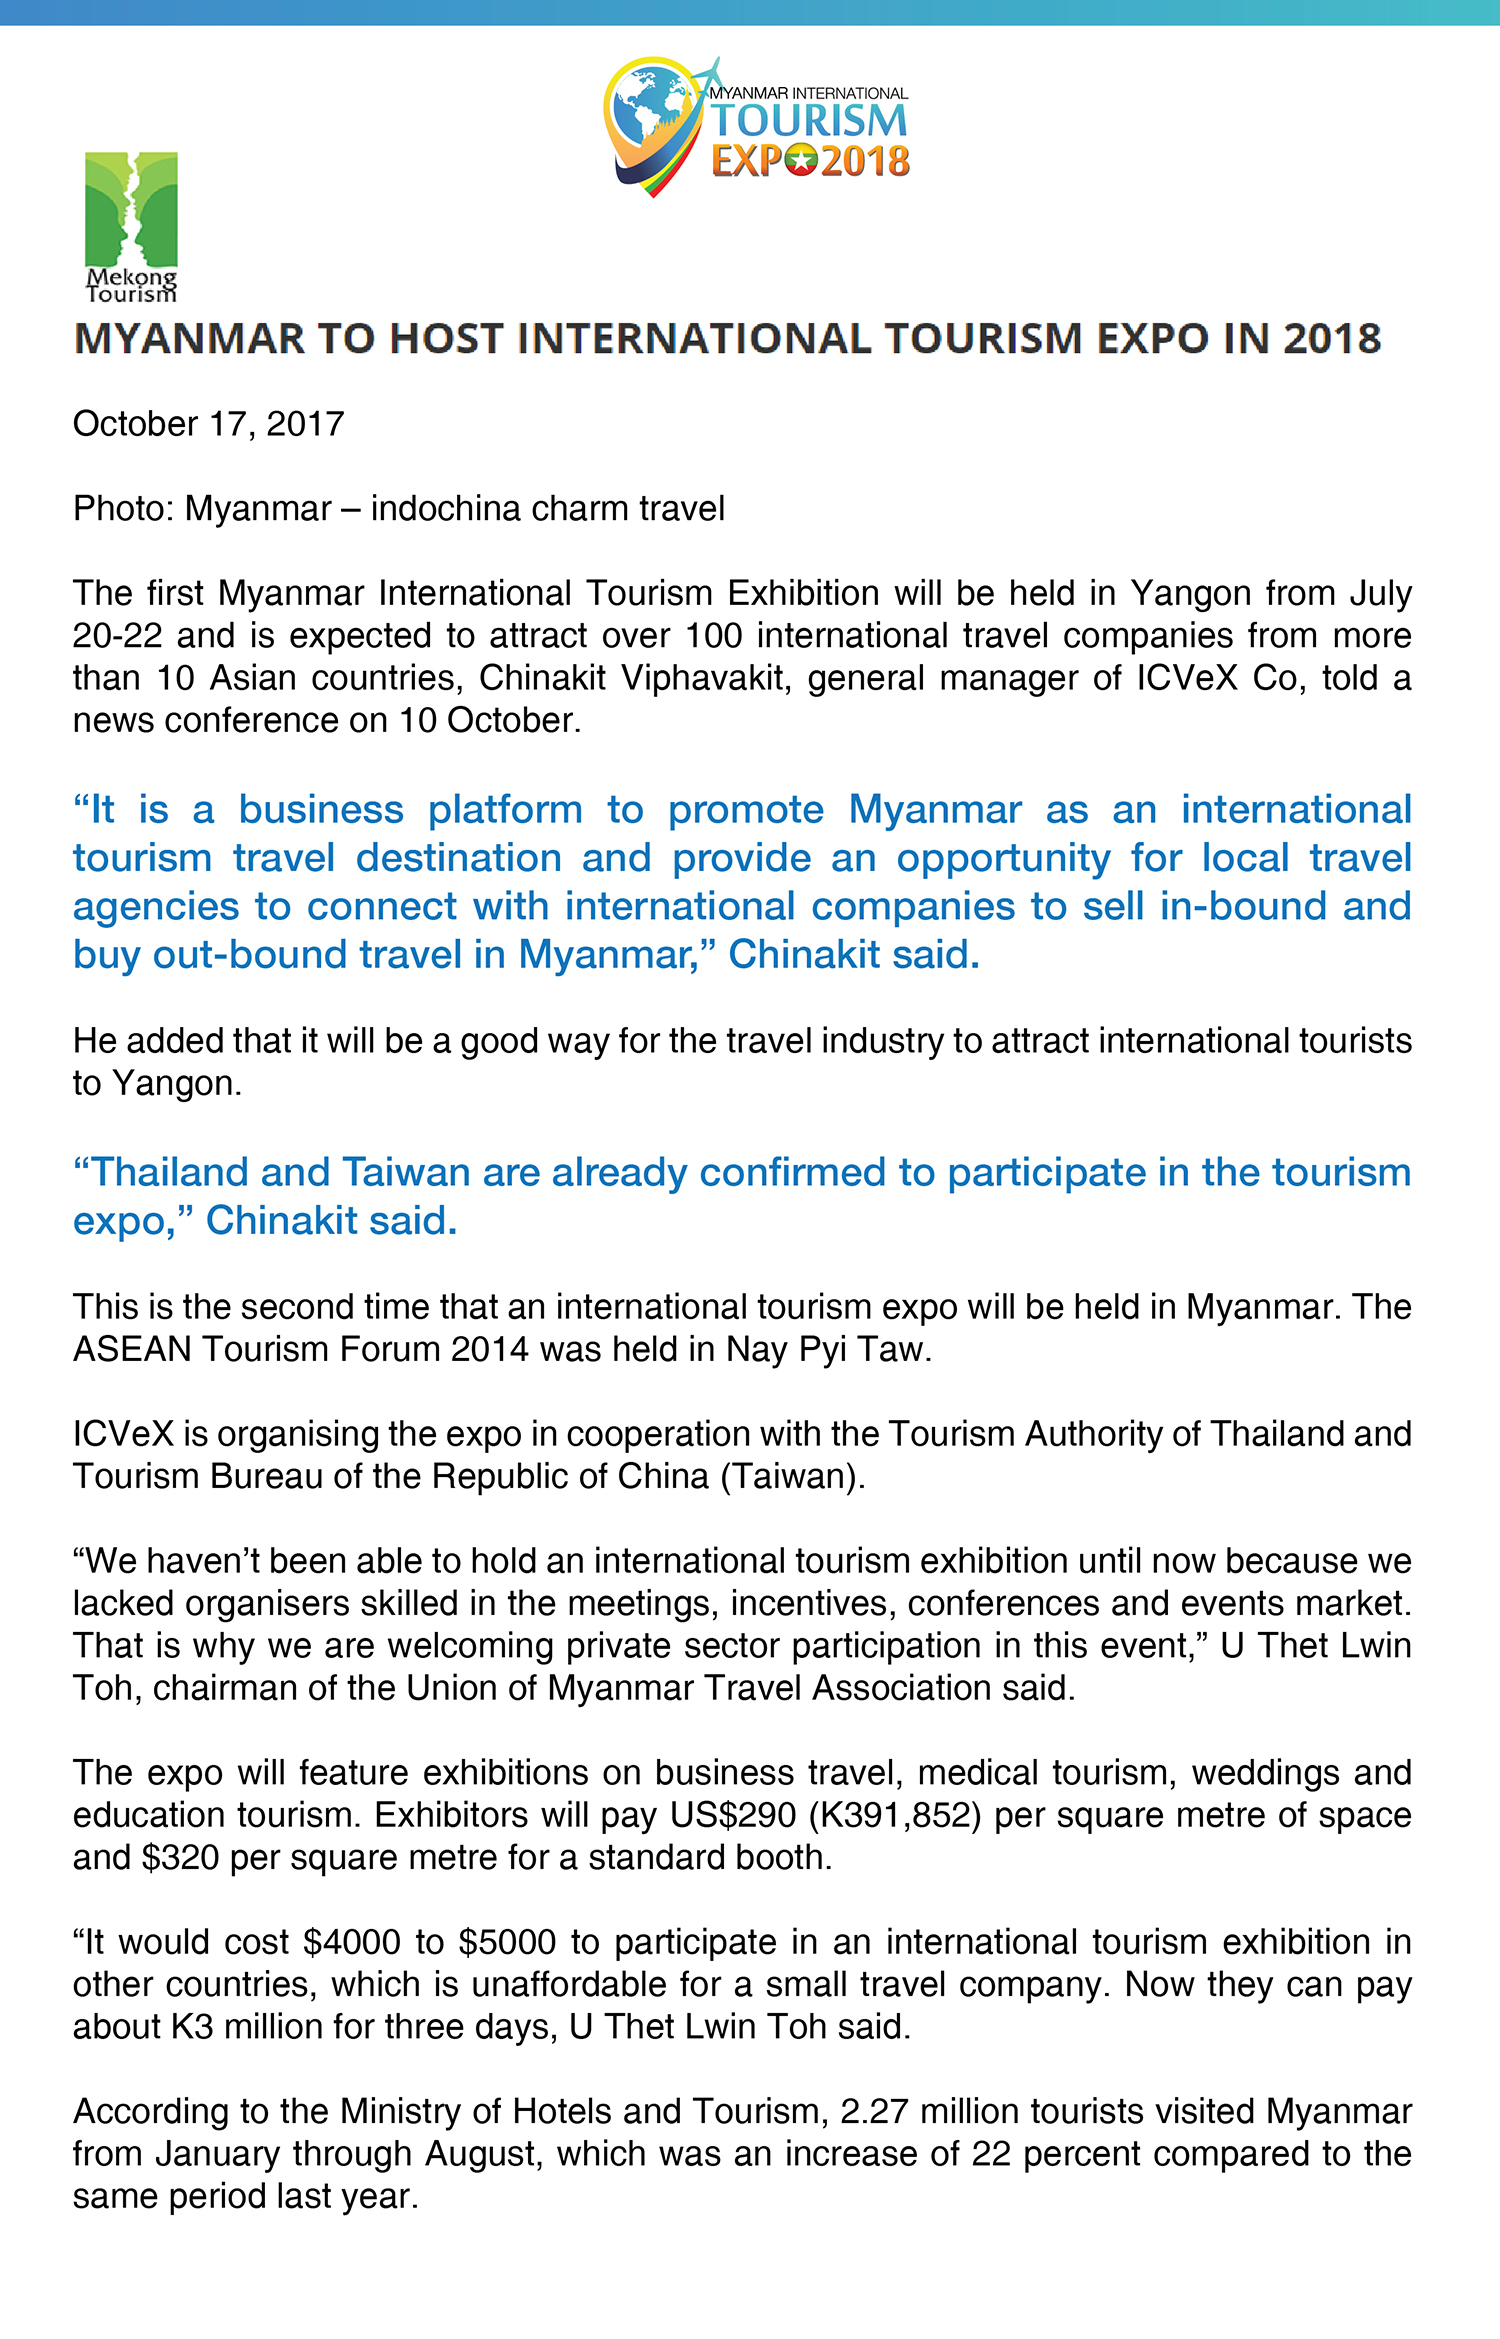 MYANMAR INTERNATIONAL
TOURISM
EXPO2018
Mekong
Tourism
MYANMAR TO HOST INTERNATIONAL TOURISM EXPO IN 2018
October 17, 2017
Photo: Myanmar – indochina charm travel
The first Myanmar International Tourism Exhibition will be held in Yangon from July
20-22 and is expected to attract over 100 international travel companies from more
than 10 Asian countries, Chinakit Viphavakit, general manager of ICVeX Co, told a
news conference on 10 October.
“It is a business platform to promote Myanmar as an international
tourism travel destination and provide an opportunity for local travel
agencies to connect with international companies to sell in-bound and
buy out-bound travel in Myanmar,” Chinakit said.
He added that it will be a good way for the travel industry to attract international tourists
to Yangon.
“Thailand and Taiwan are already confirmed to participate in the tourism
expo,” Chinakit said.
This is the second time that an international tourism expo will be held in Myanmar. The
ASEAN Tourism Forum 2014 was held in Nay Pyi Taw.
ICVeX is organising the expo in cooperation with the Tourism Authority of Thailand and
Tourism Bureau of the Republic of China (Taiwan).
“We haven’t been able to hold an international tourism exhibition until now because we
lacked organisers skilled in the meetings, incentives, conferences and events market.
That is why we are welcoming private sector participation in this event,” U Thet Lwin
Toh, chairman of the Union of Myanmar Travel Association said.
The expo will feature exhibitions on business travel, medical tourism, weddings and
education tourism. Exhibitors will pay US$290 (K391,852) per square metre of space
and $320 per square metre for a standard booth.
“It would cost $4000 to $5000 to participate in an international tourism exhibition in
other countries, which is unaffordable for a small travel company. Now they can pay
about K3 million for three days, U Thet Lwin Toh said.
According to the Ministry of Hotels and Tourism, 2.27 million tourists visited Myanmar
from January through August, which was an increase of 22 percent compared to the
same period last year.